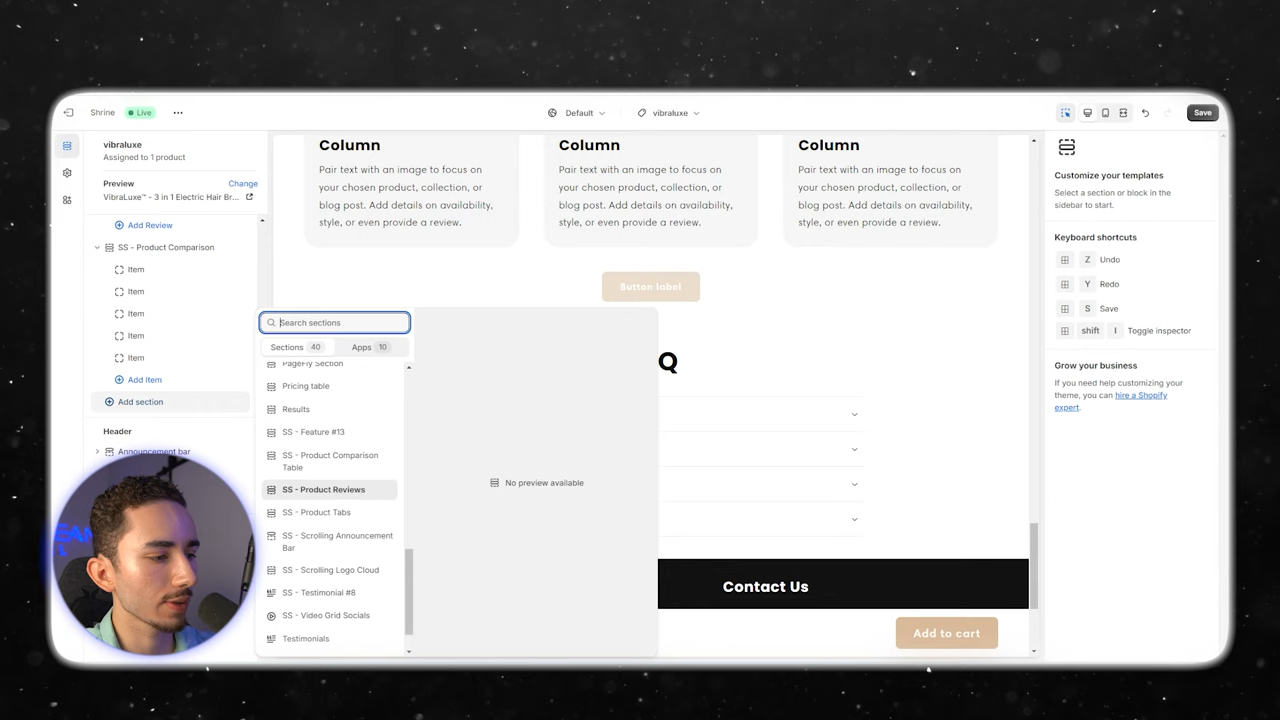 Shrine
Live
Default
vibraluxe
Save
vibraluxe
Assigned to 1 product
Preview
Change
VibraLuxe™ - 3 in 1 Electric Hair Br...
Add Review
SS - Product Comparison
Item
Item
Item
Item
Item
Add Item
Add section
Header
Announcement bar
Search sections
Sections 40
Apps 10
PageFly Section
Pricing table
Results
SS - Feature #13
SS - Product Comparison
Table
SS - Product Reviews
SS - Product Tabs
SS - Scrolling Announcement
Bar
SS - Scrolling Logo Cloud
SS - Testimonial #8
SS - Video Grid Socials
Testimonials
No preview available
Column
Pair text with an image to focus on
your chosen product, collection, or
blog post. Add details on availability,
style, or even provide a review.
Column
Pair text with an image to focus on
your chosen product, collection, or
blog post. Add details on availability,
style, or even provide a review.
Column
Pair text with an image to focus on
your chosen product, collection, or
blog post. Add details on availability,
style, or even provide a review.
Button label
Q
Contact Us
Add to cart
Customize your templates
Select a section or block in the
sidebar to start.
Keyboard shortcuts
Z Undo
Y Redo
S Save
shift I Toggle inspector
Grow your business
If you need help customizing your
theme, you can hire a Shopify
expert.